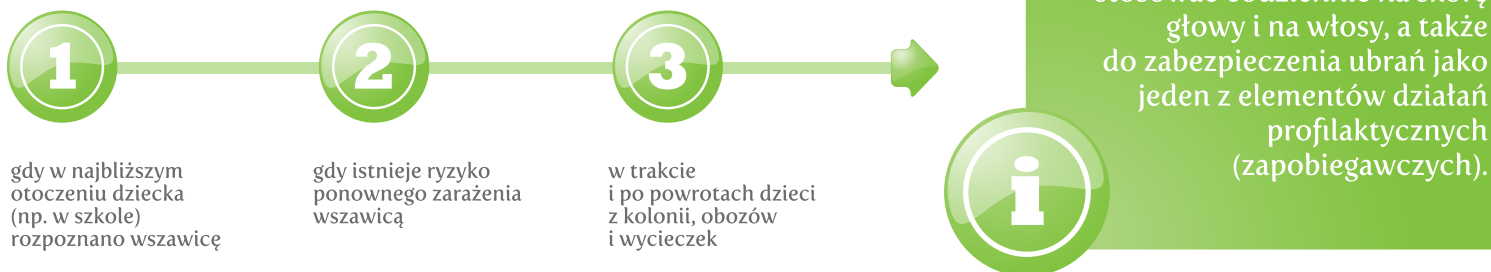 1
2
3
gdy w najbliższym
otoczeniu dziecka
(np. w szkole)
rozpoznano wszawicę
gdy istnieje ryzyko
ponownego zarażenia
wszawicą
w trakcie
i po powrotach dzieci
z kolonii, obozów
i wycieczek
głowy i na włosy, a także
do zabezpieczenia ubrań jako
jeden z elementów działań
profilaktycznych
(zapobiegawczych).
i